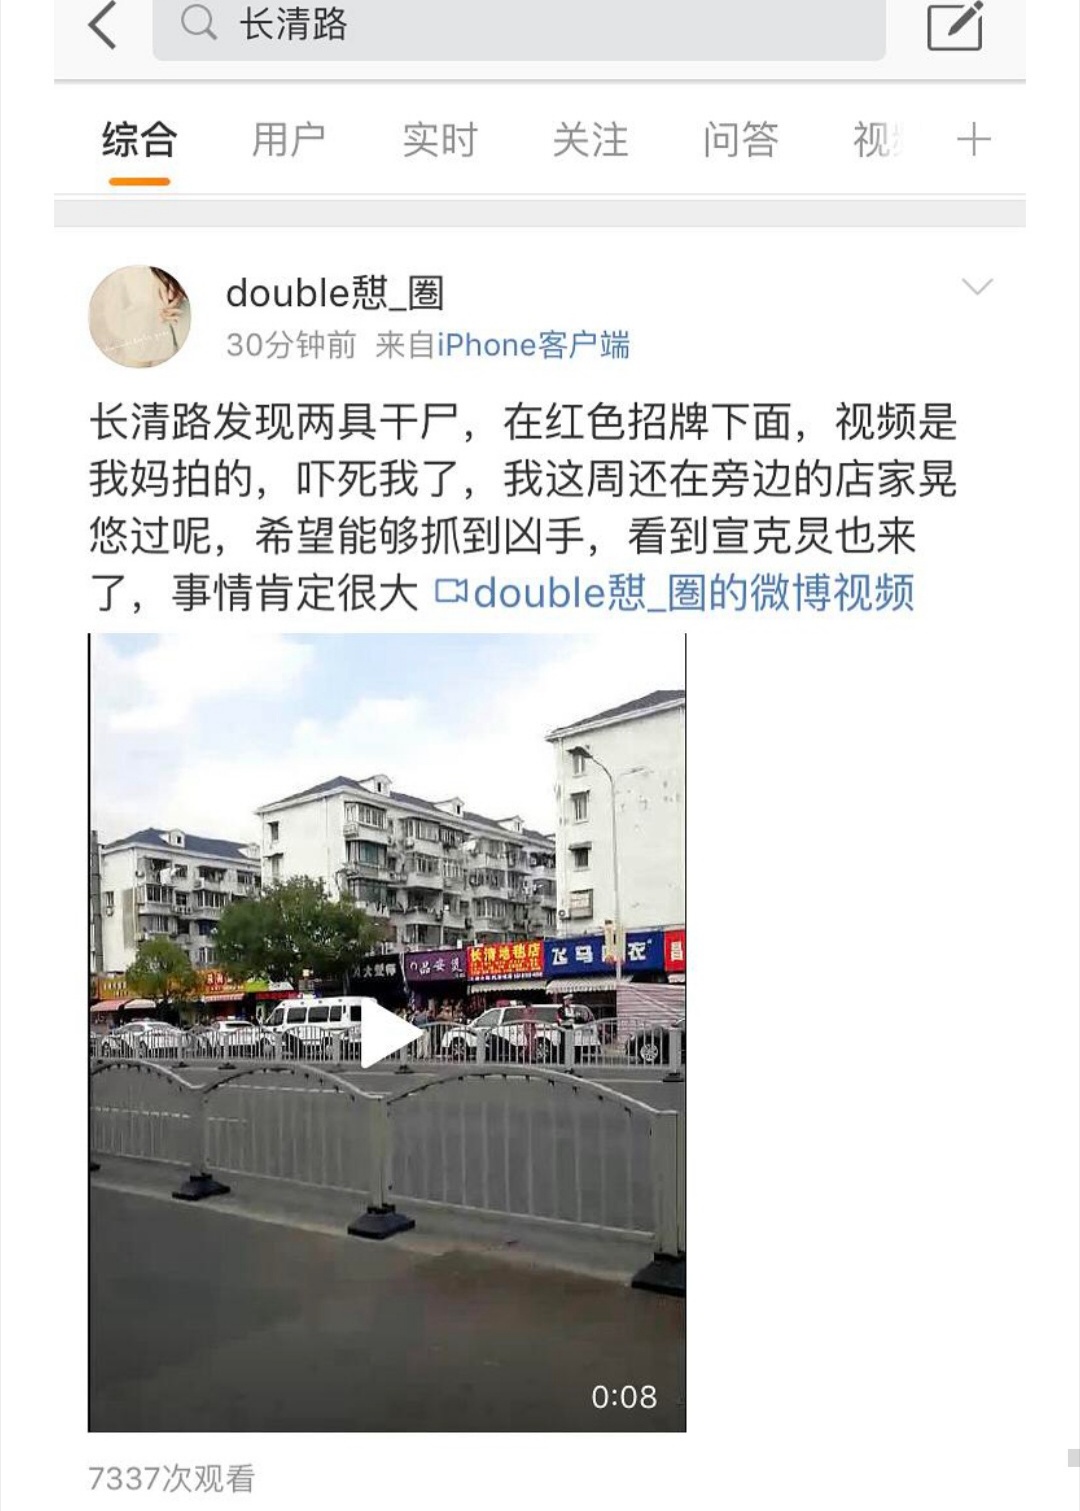 长清路
综合 用户 实时 关注 问答 视
double憇_圈
30分钟前 来自iPhone客户端
长清路发现两具干尸，在红色招牌下面，视频是
我妈拍的，吓死我了，我这周还在旁边的店家晃
悠过呢，希望能够抓到凶手，看到宣克炅也来
了，事情肯定很大 double憇_圈的微博视频
长清地毯店
飞马 衣
品安烫
昌
0:08
7337次观看